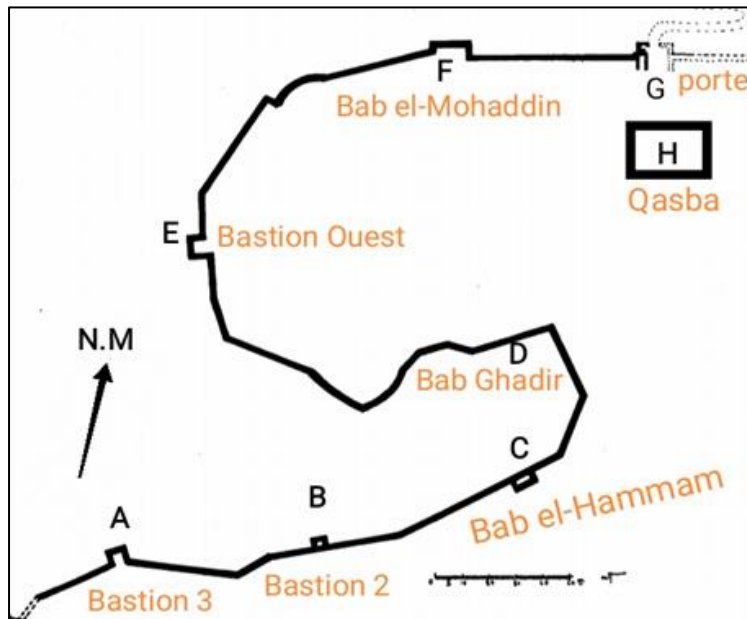 F
G
porte
Bab el-Mohaddin
H
Qasba
E
Bastion Ouest
N.M
D
Bab Ghadir
C
Bab el-Hammam
B
A
Bastion 2
Bastion 3